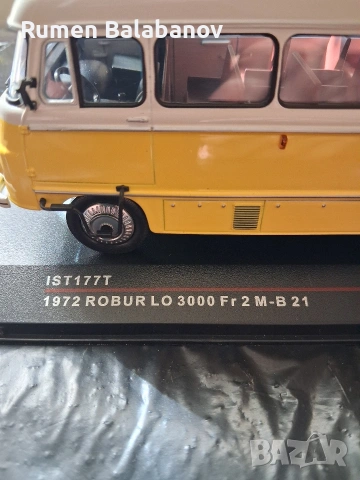 Rumen Balabanov
IST177T
1972 ROBUR LO 3000 Fr 2 M-B 21
BAZAR